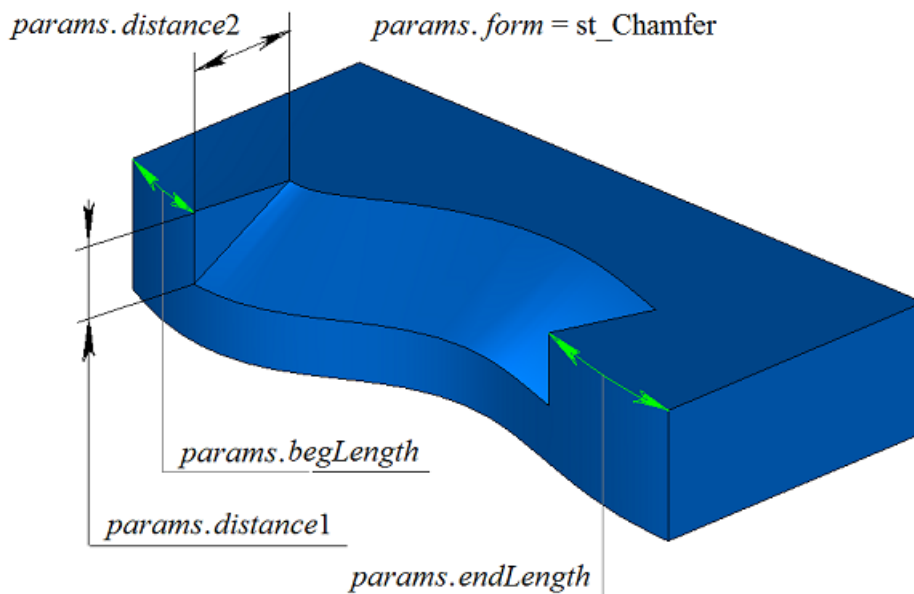 params.distance2
params.form = st_Chamfer
params.begLength
params.distance1
params.endLength